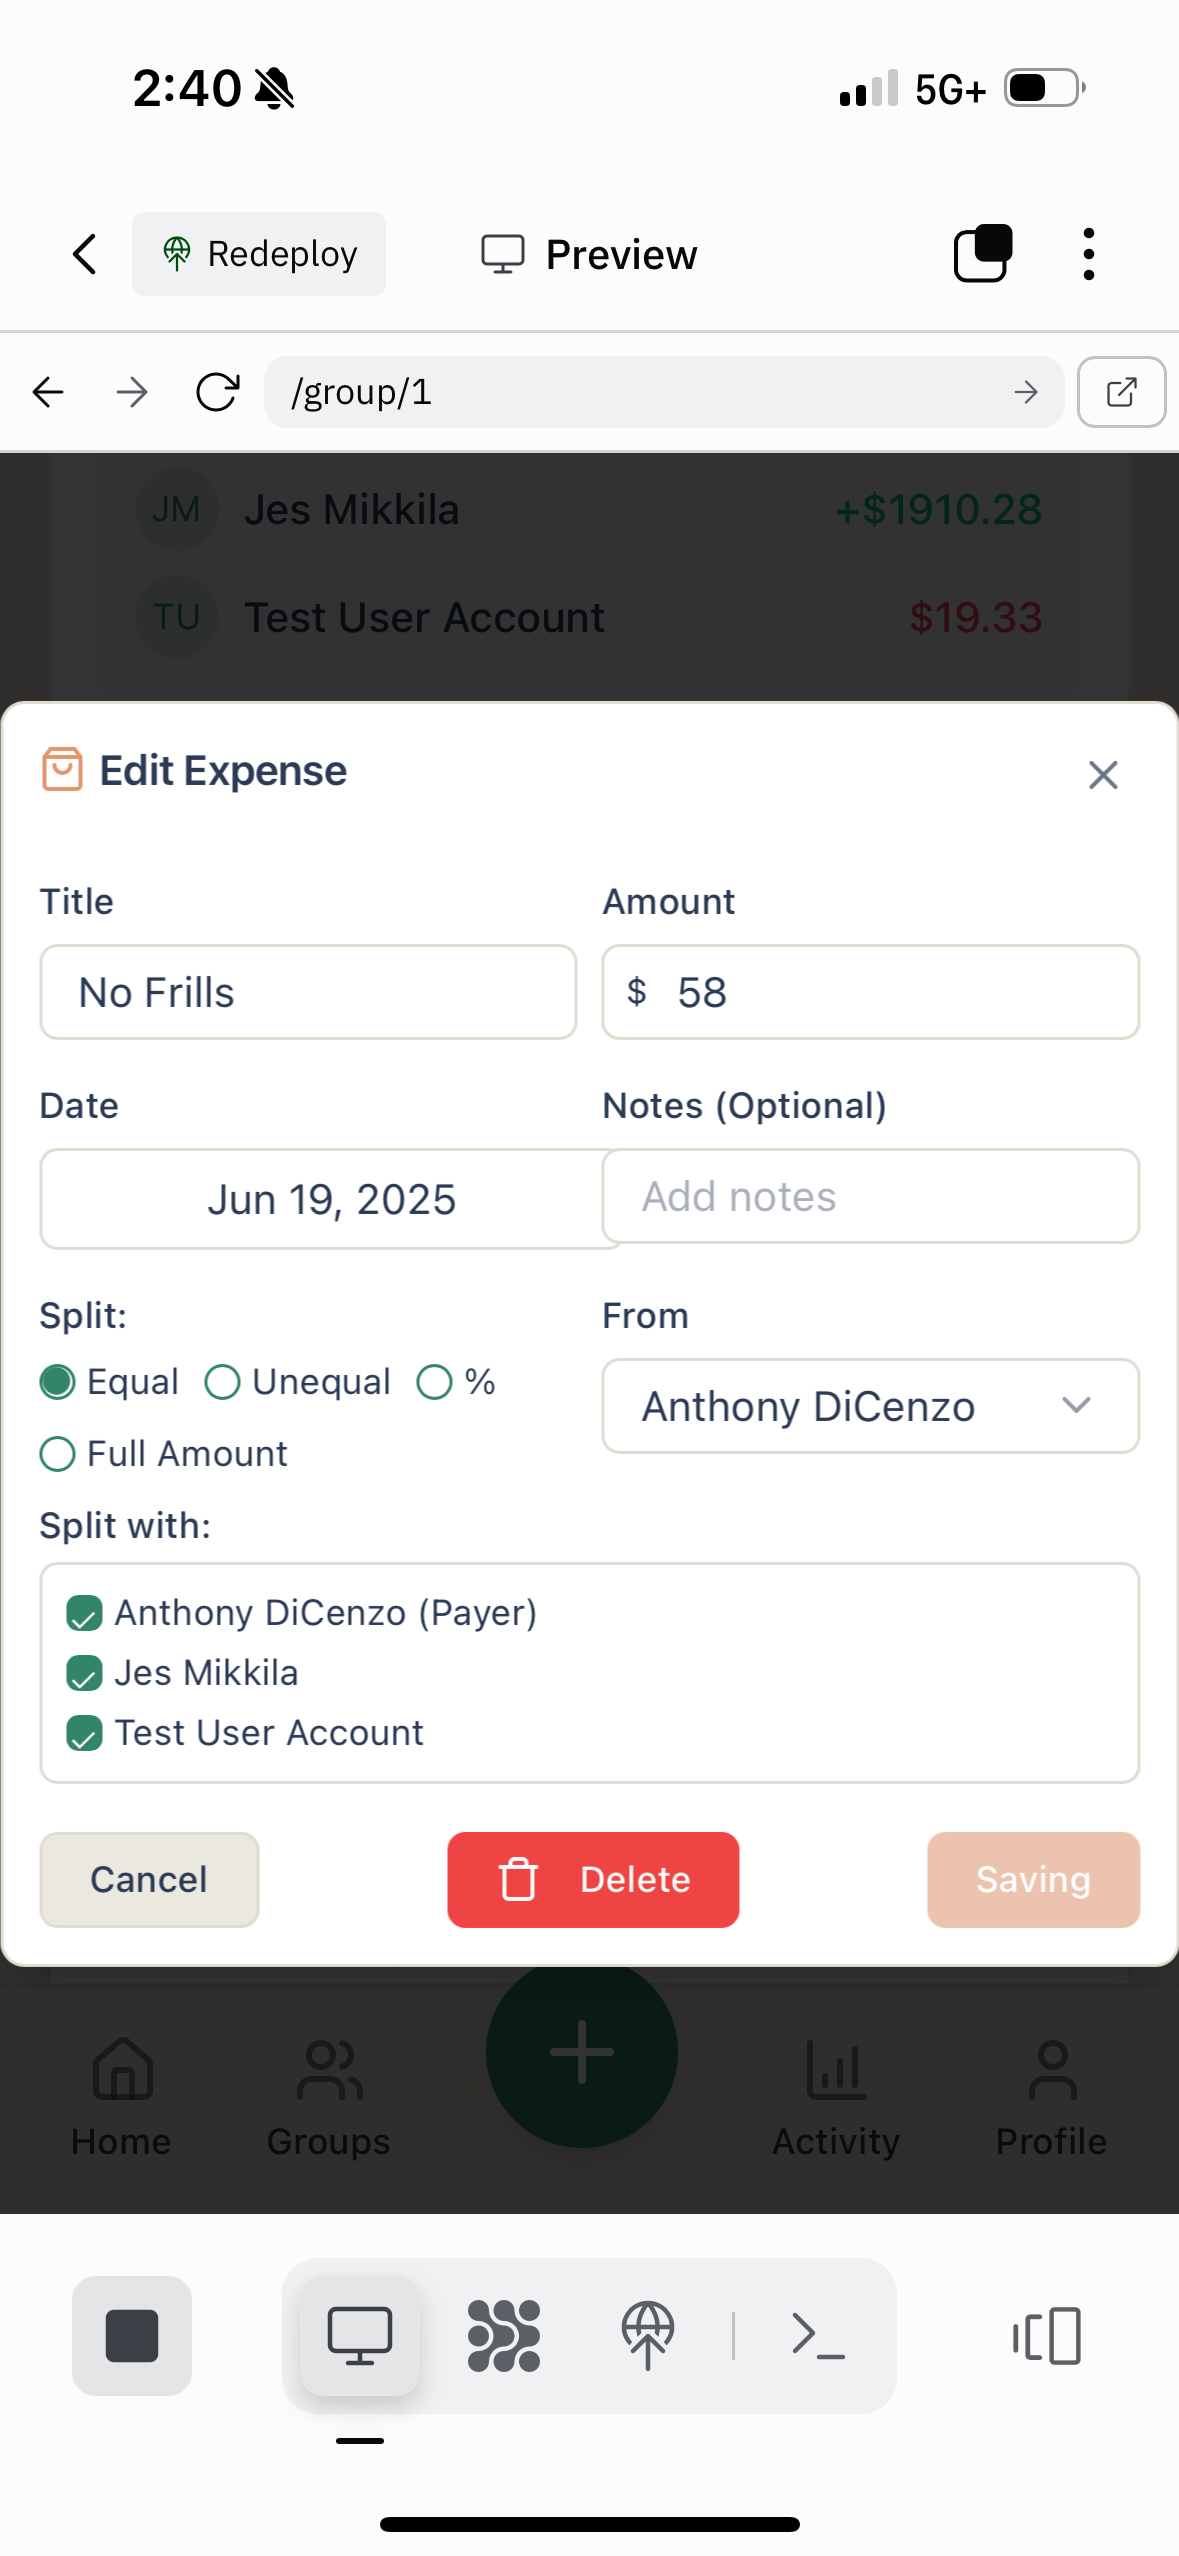 2:40 5G+
Redeploy Preview
/group/1
JM Jes Mikkila +$1910.28
TU Test User Account $19.33
Edit Expense
Title Amount
No Frills $ 58
Date Notes (Optional)
Jun 19, 2025 Add notes
Split: From
Equal Unequal %
Anthony DiCenzo
Full Amount
Split with:
Anthony DiCenzo (Payer)
Jes Mikkila
Test User Account
Cancel Delete Saving
Home Groups Activity Profile